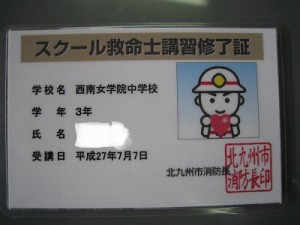 スクール救命士講習修了証
学校名 西南女学院中学校
学 年 3年
氏 名
受講日 平成27年7月7日
北九州市消防長
北九州市
消防長印